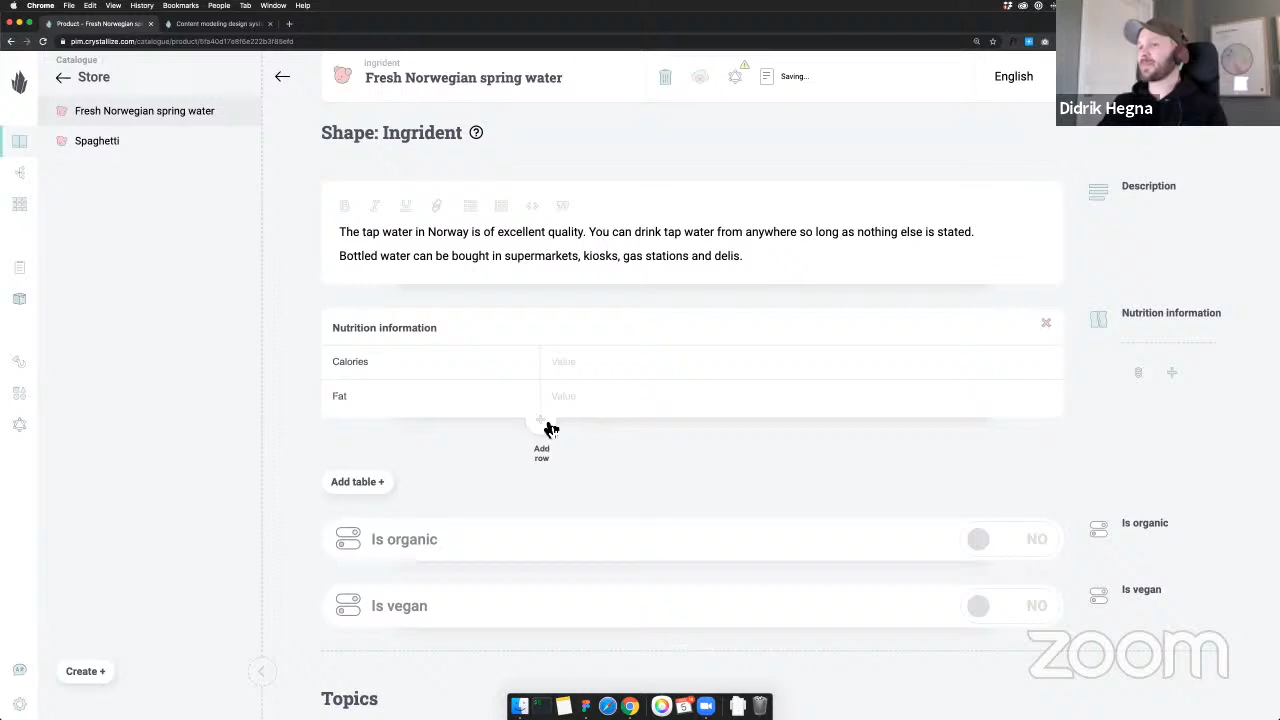 Chrome File Edit View History Bookmarks People Tab Window Help
Product - Fresh Norwegian spri
Content modeling design sys
pim.crystallize.com/catalogue/product/5fa40d17e8f6e222b3f85efd
Catalogue
Store
Fresh Norwegian spring water
Spaghetti
Create +
Ingrident
Fresh Norwegian spring water
Saving...
English
Didrik Hegna
Shape: Ingrident
Description
The tap water in Norway is of excellent quality. You can drink tap water from anywhere so long as nothing else is stated.
Bottled water can be bought in supermarkets, kiosks, gas stations and delis.
Nutrition information
Nutrition information
Calories
Value
Fat
Value
Add
row
Add table +
Is organic
NO
Is organic
Is vegan
NO
Is vegan
Topics
zoom